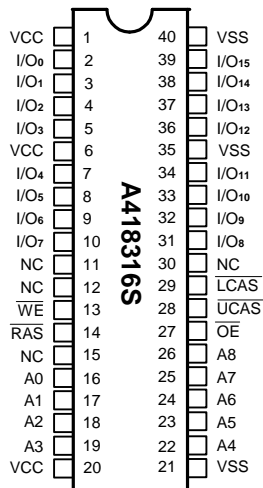 VCC 1 40 VSS
I/O0 2 39 I/O15
I/O1 3 38 I/O14
I/O2 4 37 I/O13
I/O3 5 36 I/O12
VCC 6 35 VSS
I/O4 7 34 I/O11
I/O5 8 33 I/O10
I/O6 9 32 I/O9
I/O7 10 31 I/O8
NC 11 30 NC
NC 12 29 LCAS
WE 13 28 UCAS
RAS 14 27 OE
NC 15 26 A8
A0 16 25 A7
A1 17 24 A6
A2 18 23 A5
A3 19 22 A4
VCC 20 21 VSS
A418316S